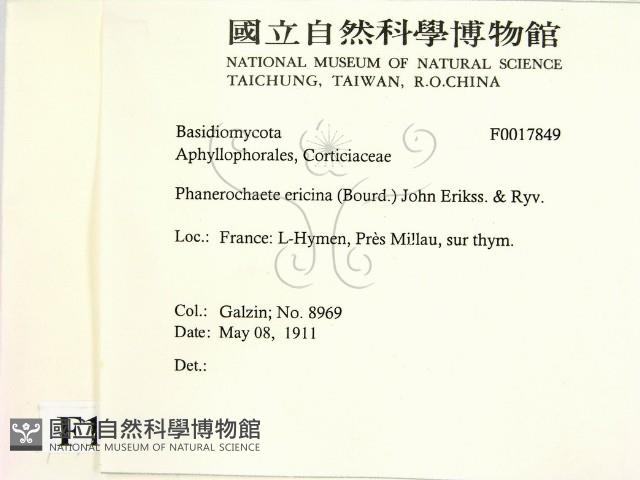 國立自然科學博物館
NATIONAL MUSEUM OF NATURAL SCIENCE
TAICHUNG, TAIWAN, R.O.CHINA
Basidiomycota F0017849
Aphyllophorales, Corticiaceae
Phanerochaete ericina (Bourd.) John Erikss. & Ryv.
Loc.: France: L-Hymen, Près Millau, sur thym.
Col.: Galzin; No. 8969
Date: May 08, 1911
Det.:
F1
國立自然科學博物館
NATIONAL MUSEUM OF NATURAL SCIENCE